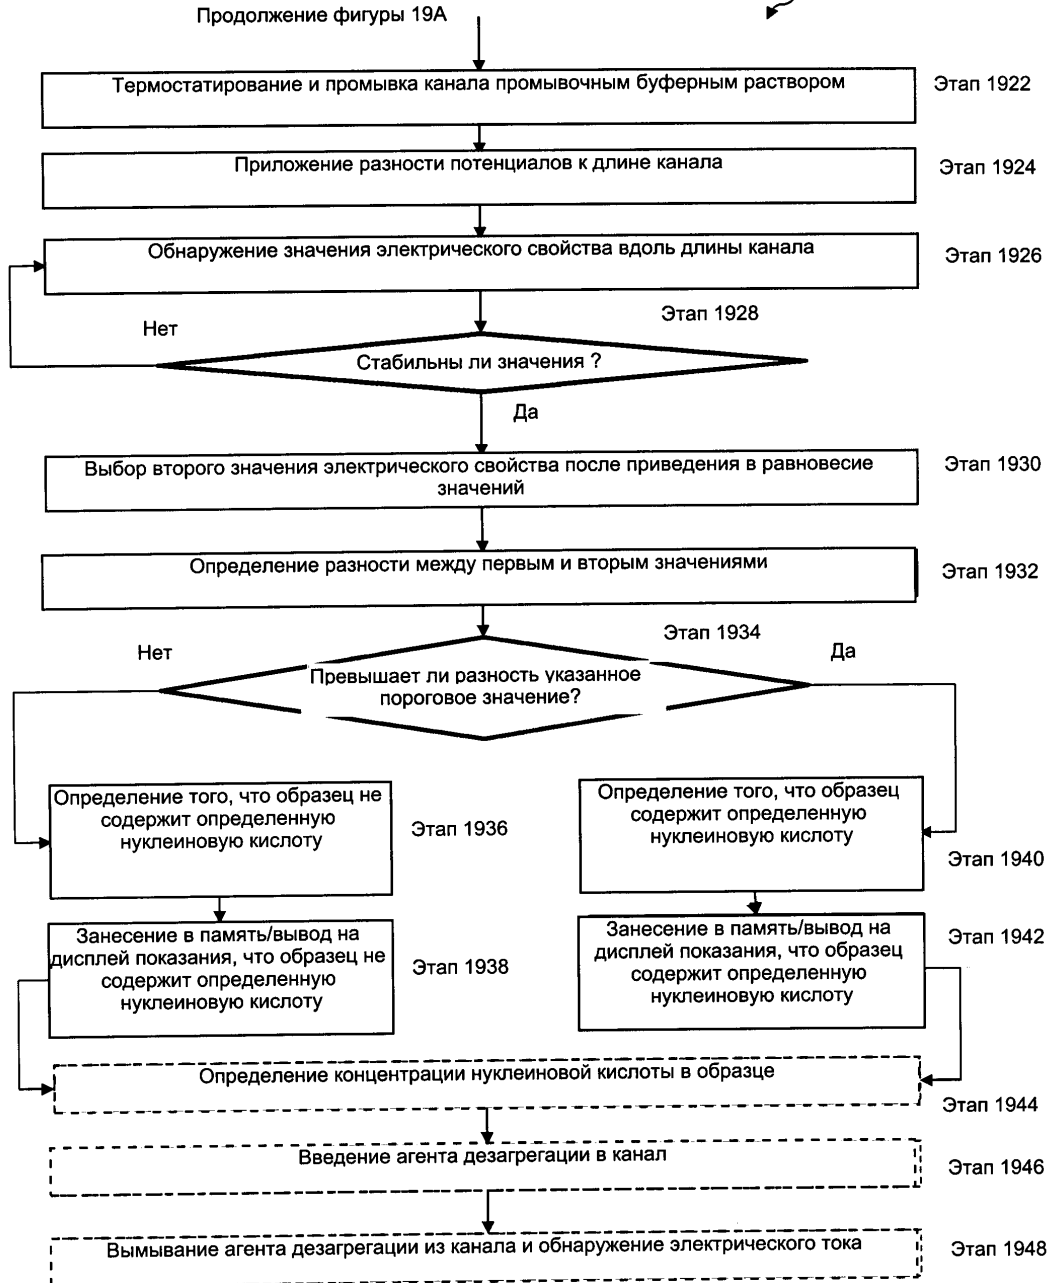 Продолжение фигуры 19А
Термостатирование и промывка канала промывочным буферным раствором
Этап 1922
Приложение разности потенциалов к длине канала
Этап 1924
Обнаружение значения электрического свойства вдоль длины канала
Этап 1926
Этап 1928
Нет
Стабильны ли значения ?
Да
Выбор второго значения электрического свойства после приведения в равновесие
значений
Этап 1930
Определение разности между первым и вторым значениями
Этап 1932
Этап 1934
Нет
Да
Превышает ли разность указанное
пороговое значение?
Определение того, что образец не
содержит определенную
нуклеиновую кислоту
Этап 1936
Определение того, что образец
содержит определенную
нуклеиновую кислоту
Этап 1940
Занесение в память/вывод на
дисплей показания, что образец не
содержит определенную
нуклеиновую кислоту
Этап 1938
Занесение в память/вывод на
дисплей показания, что образец
содержит определенную
нуклеиновую кислоту
Этап 1942
Определение концентрации нуклеиновой кислоты в образце
Этап 1944
Введение агента дезагрегации в канал
Этап 1946
Вымывание агента дезагрегации из канала и обнаружение электрического тока
Этап 1948